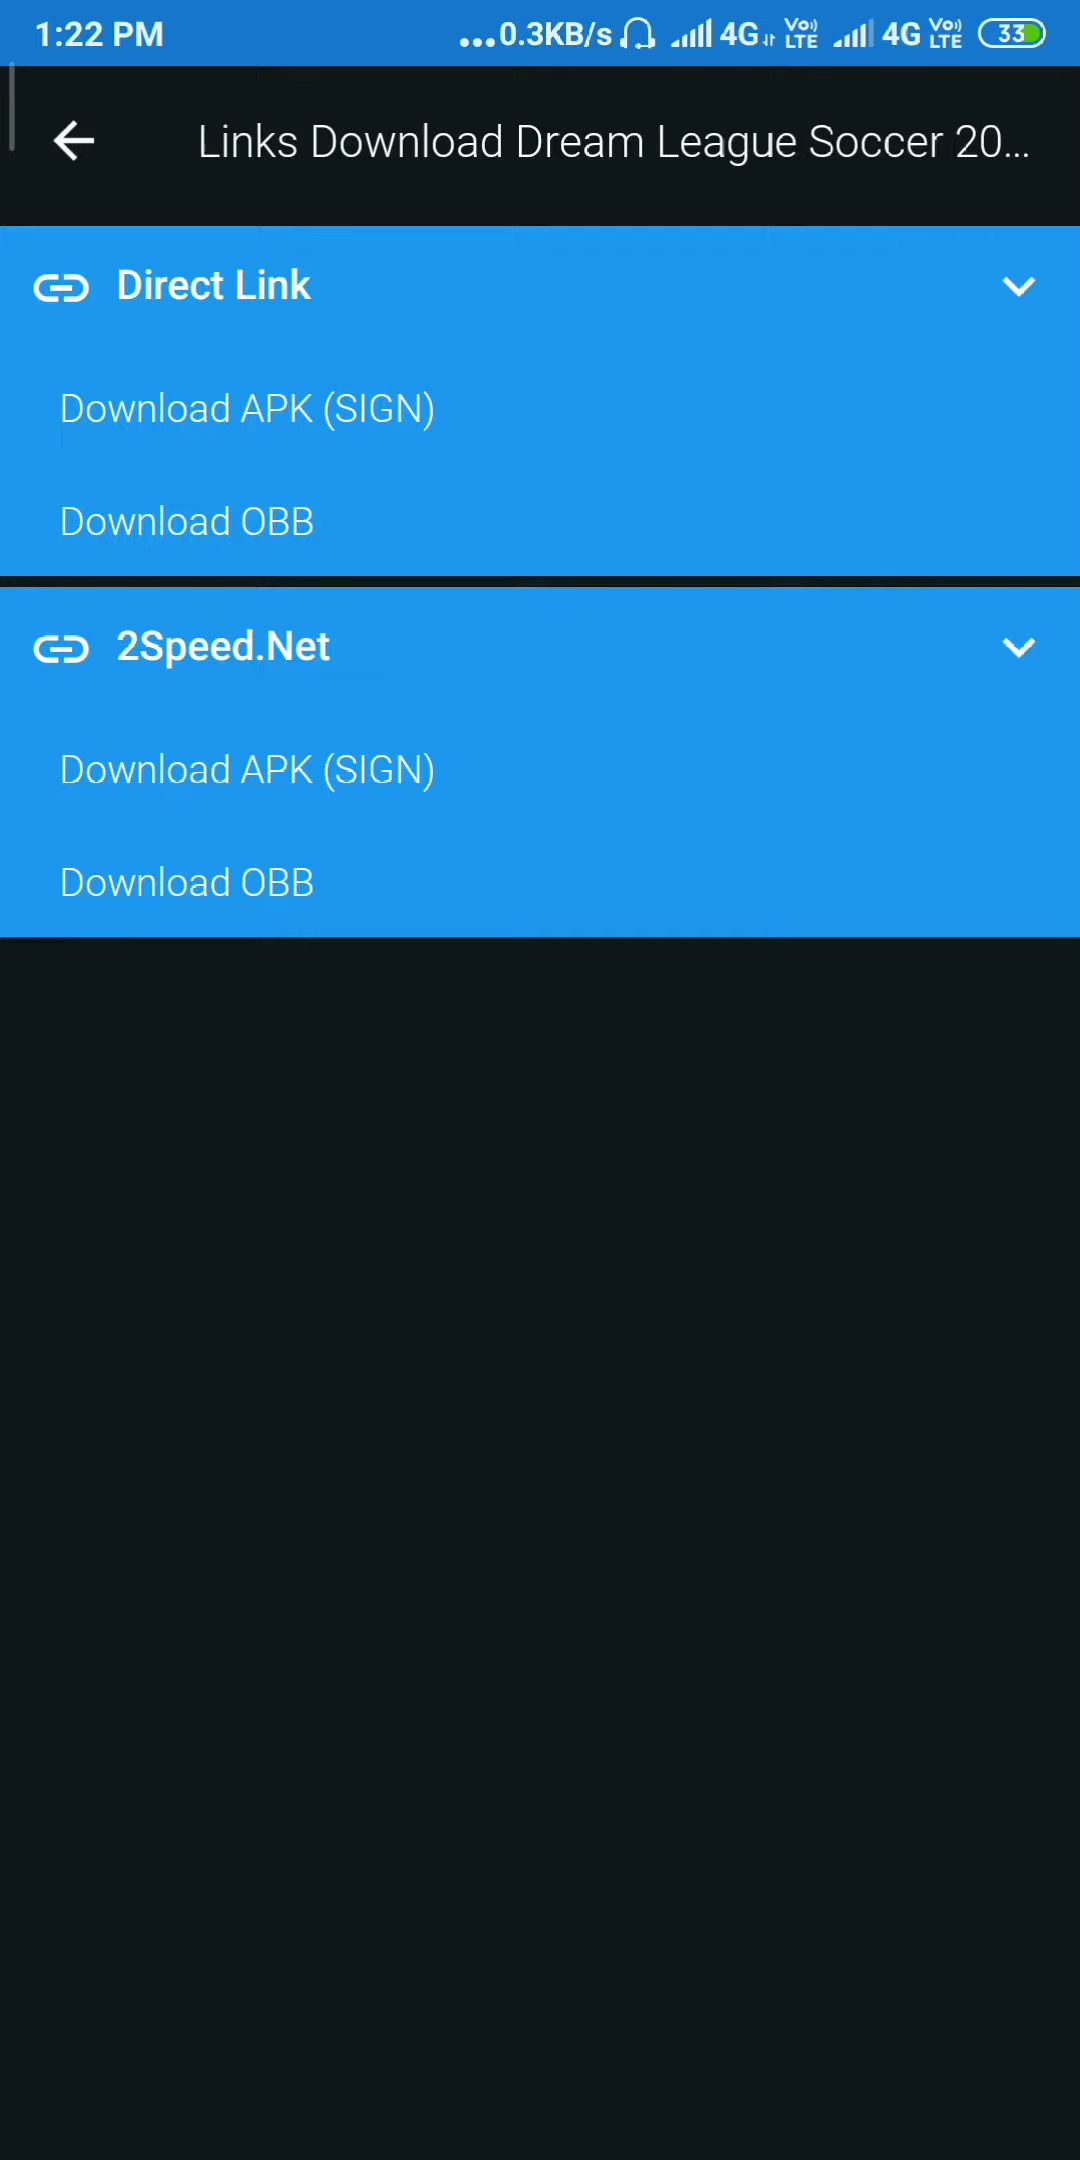 1:22 PM ...0.3KB/s 4G VoLTE 4G VoLTE 33
Links Download Dream League Soccer 20...
Direct Link
Download APK (SIGN)
Download OBB
2Speed.Net
Download APK (SIGN)
Download OBB